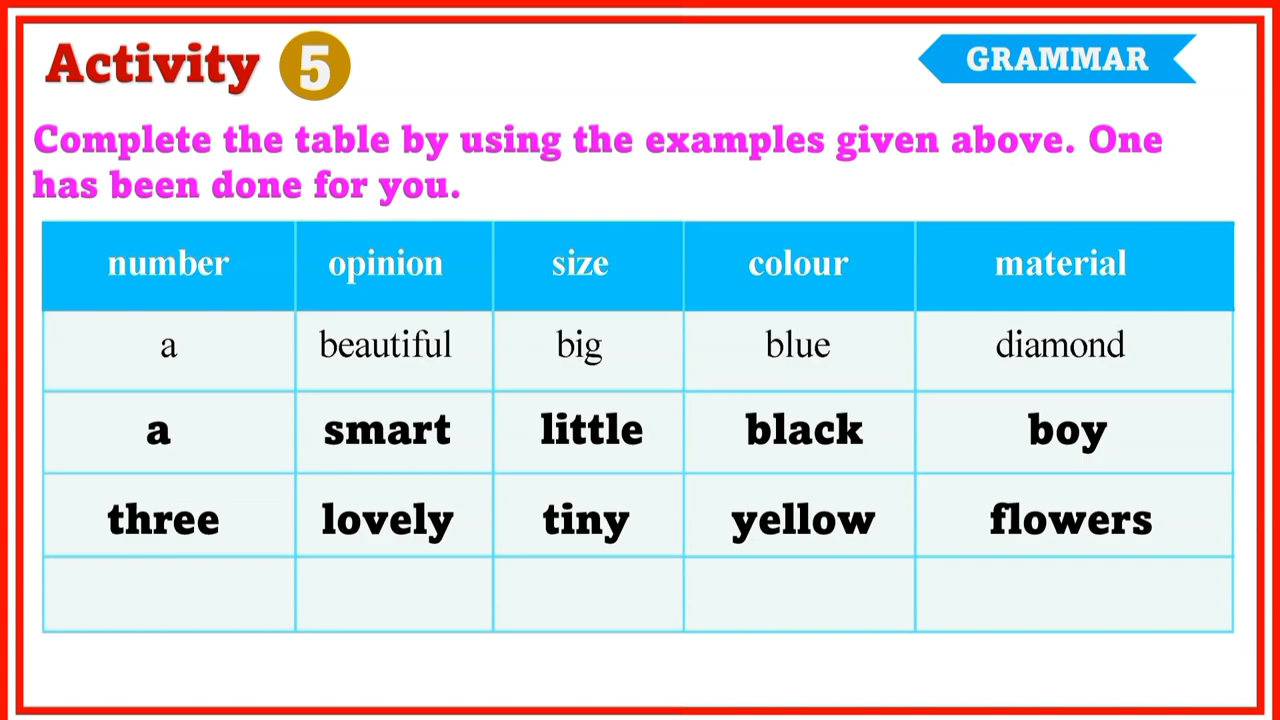 Activity 5
GRAMMAR
Complete the table by using the examples given above. One
has been done for you.
number opinion size colour material
a beautiful big blue diamond
a smart little black boy
three lovely tiny yellow flowers